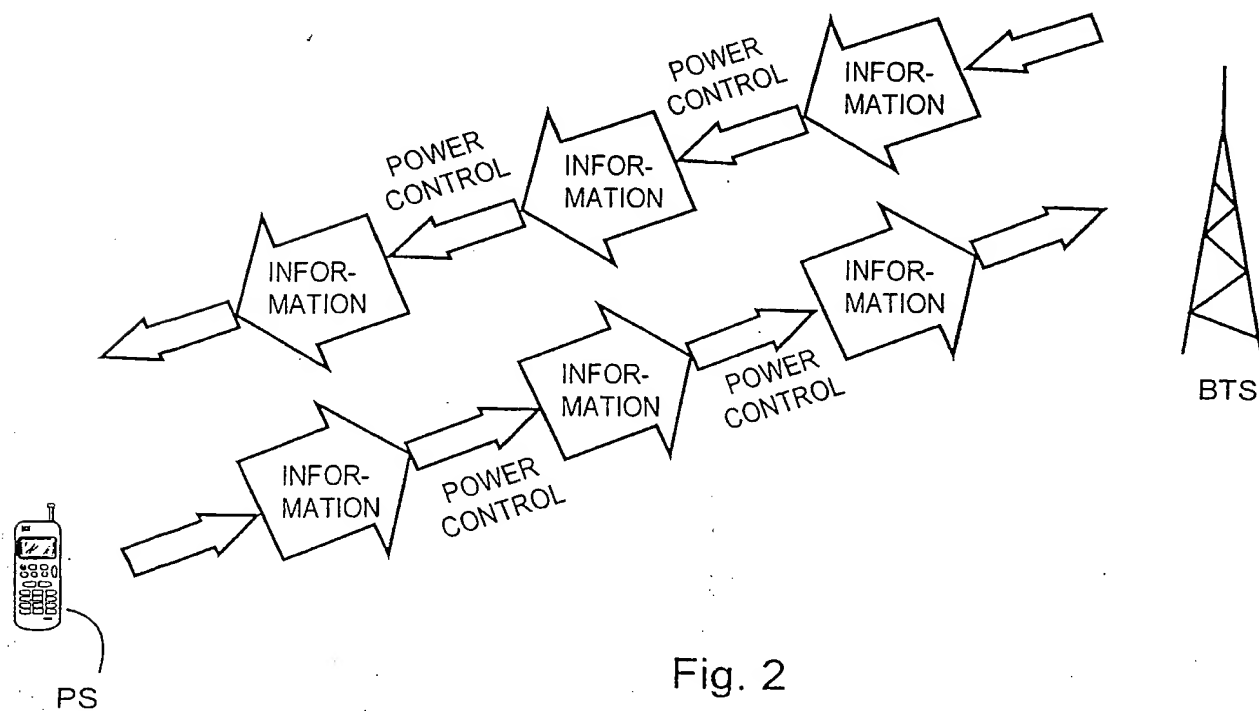 INFOR-
MATION
POWER
CONTROL
INFOR-
MATION
POWER
CONTROL
INFOR-
MATION
INFOR-
MATION
POWER
CONTROL
INFOR-
MATION
POWER
CONTROL
INFOR-
MATION
BTS
PS
Fig. 2